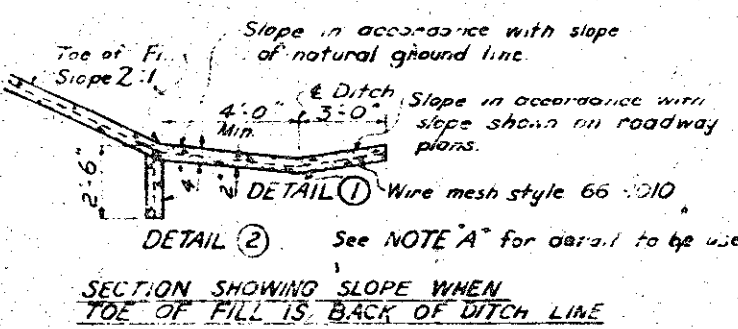 Slope in accordance with slope
of natural ground line.
Toe of
Slope 2:1
₵ Ditch
4'-0"
Min.
3'-0"
Slope in accordance with
slope shown on roadway
plans.
2'-6"
4"
2"
DETAIL 1
Wire mesh style 66
DETAIL 2
See NOTE "A" for detail to be
SECTION SHOWING SLOPE WHEN
TOE OF FILL IS BACK OF DITCH LINE